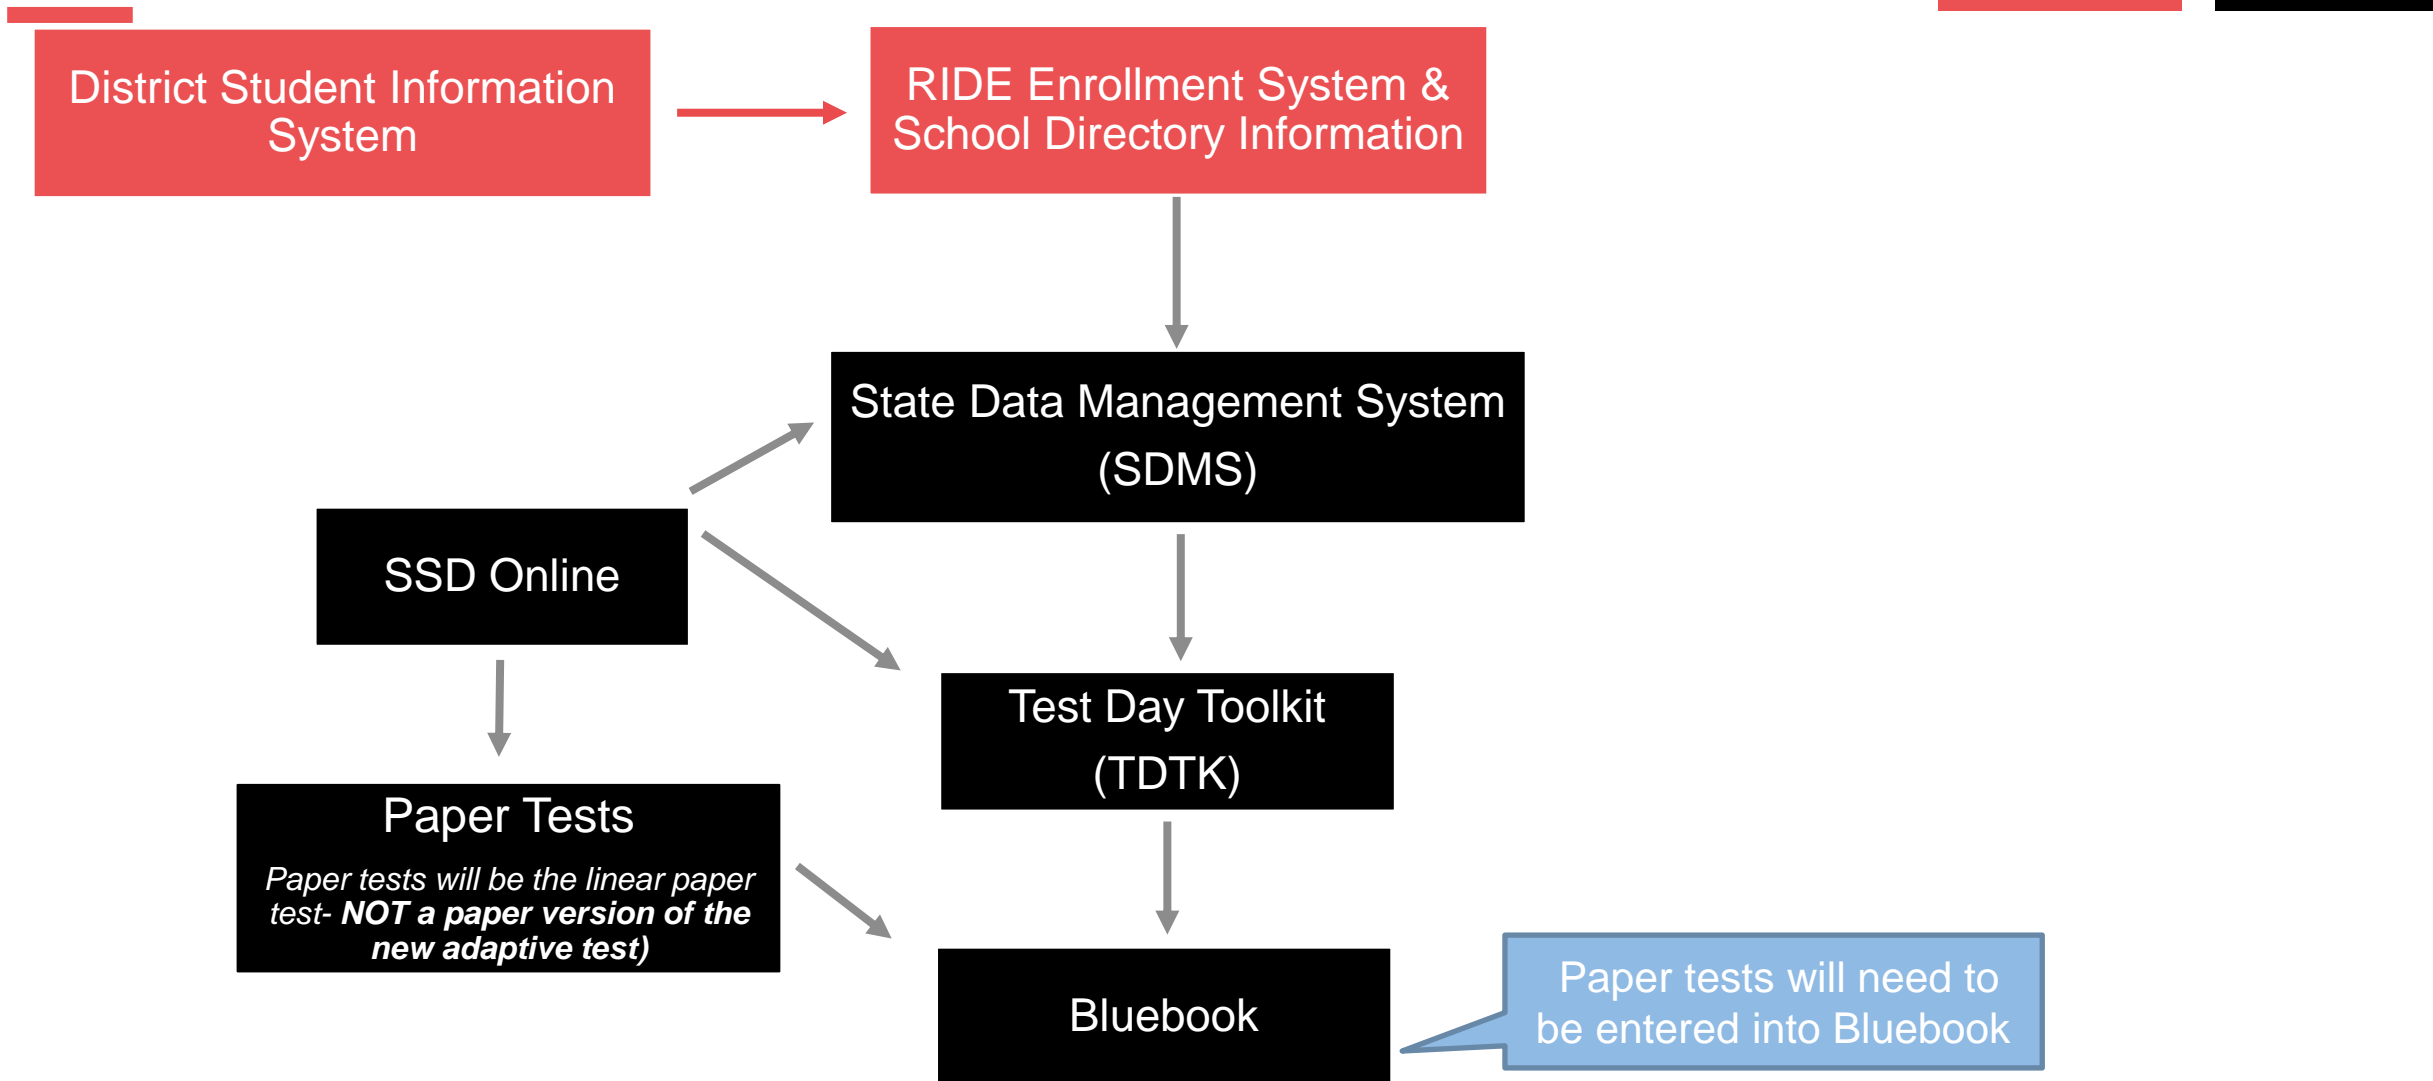 District Student Information
System
RIDE Enrollment System &
School Directory Information
State Data Management System
(SDMS)
SSD Online
Test Day Toolkit
(TDTK)
Paper Tests
Paper tests will be the linear paper
test- NOT a paper version of the
new adaptive test)
Bluebook
Paper tests will need to
be entered into Bluebook